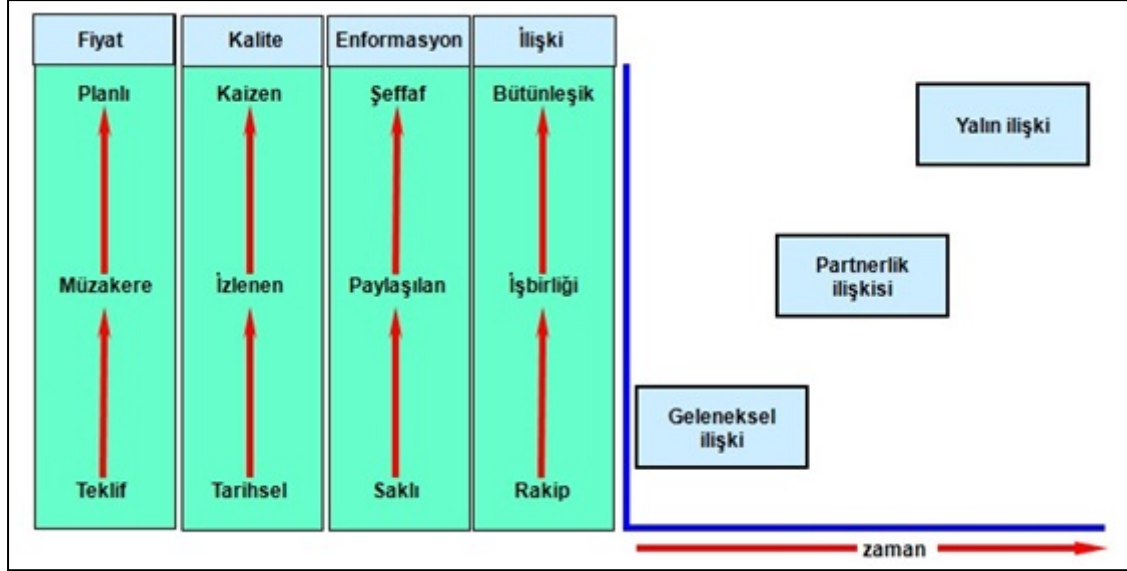 Fiyat
Kalite
Enformasyon
İlişki
Planlı
Kaizen
Şeffaf
Bütünleşik
Müzakere
İzlenen
Paylaşılan
İşbirliği
Teklif
Tarihsel
Saklı
Rakip
Yalın ilişki
Partnerlik
ilişkisi
Geleneksel
ilişki
zaman